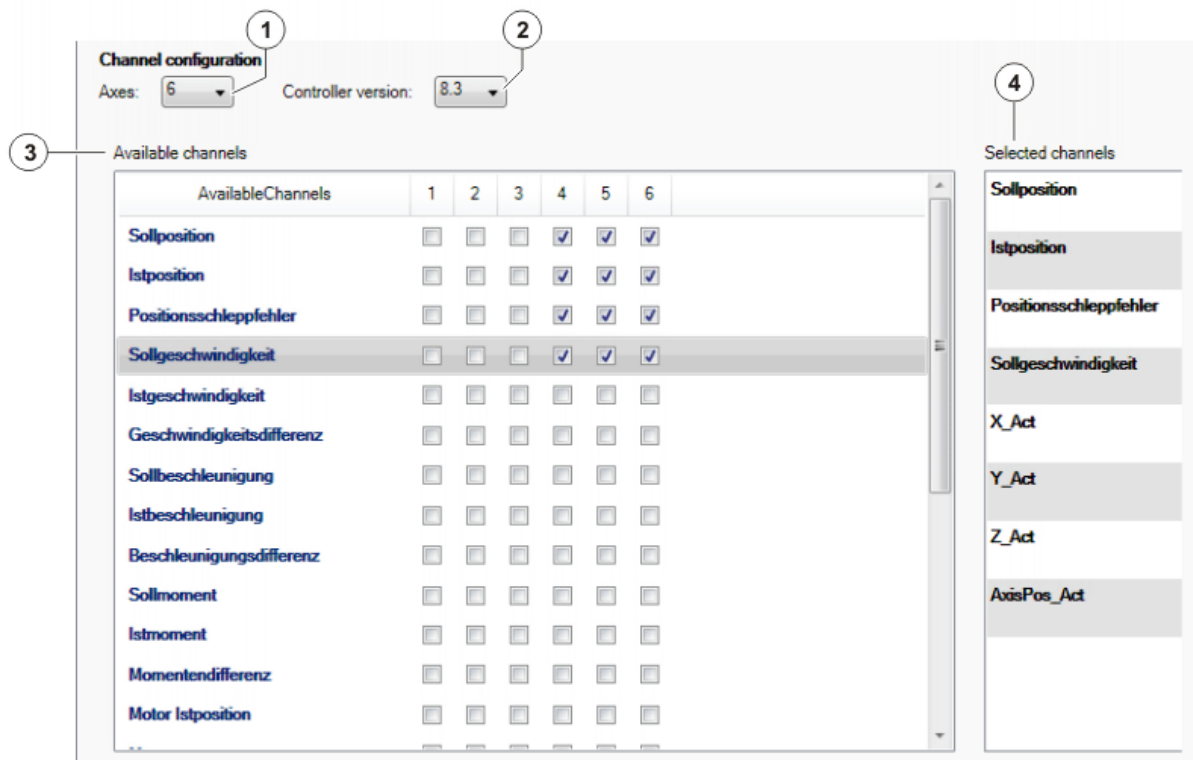 1
2
Channel configuration
Axes: 6 Controller version: 8.3
4
3
Available channels
Selected channels
AvailableChannels 1 2 3 4 5 6
Sollposition
Istposition
Positionsschleppfehler
Sollgeschwindigkeit
Istgeschwindigkeit
Geschwindigkeitsdifferenz
Sollbeschleunigung
Istbeschleunigung
Beschleunigungsdifferenz
Sollmoment
Istmoment
Momentendifferenz
Motor Istposition
Sollposition
Istposition
Positionsschleppfehler
Sollgeschwindigkeit
X_Act
Y_Act
Z_Act
AxisPos_Act